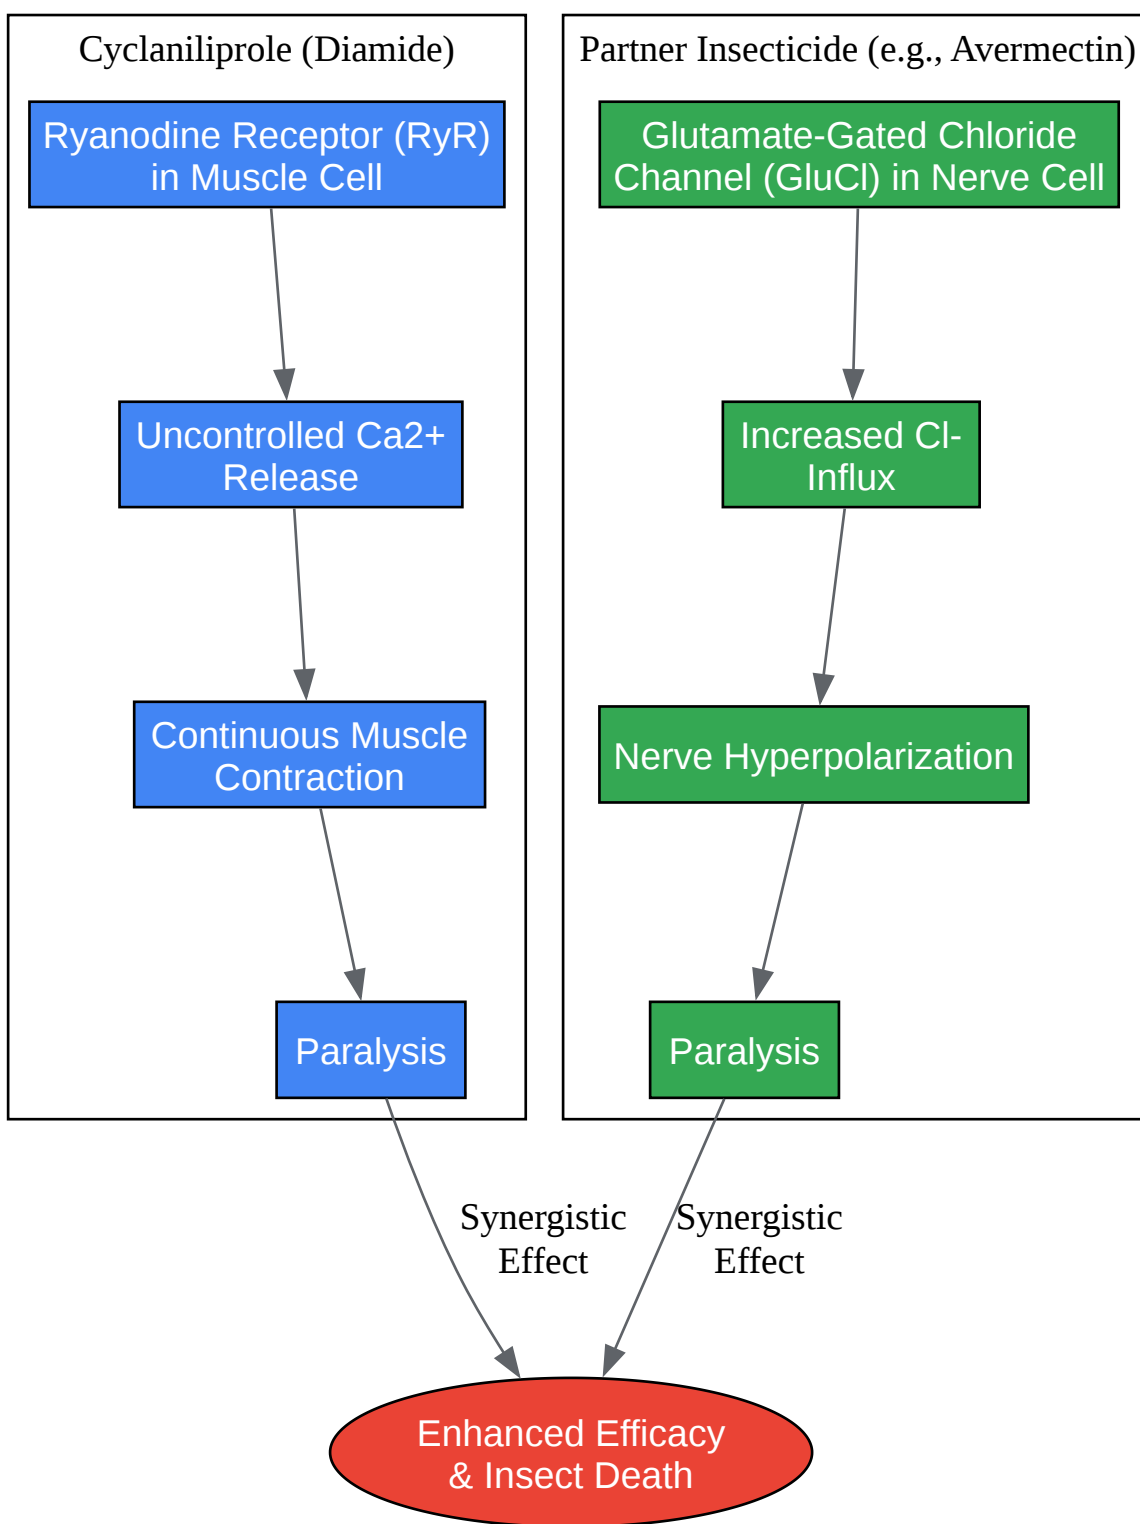 Cyclaniliprole (Diamide)
Ryanodine Receptor (RyR)
in Muscle Cell
Uncontrolled Ca2+
Release
Continuous Muscle
Contraction
Paralysis
Partner Insecticide (e.g., Avermectin)
Glutamate-Gated Chloride
Channel (GluCl) in Nerve Cell
Increased Cl-
Influx
Nerve Hyperpolarization
Paralysis
Synergistic
Effect
Synergistic
Effect
Enhanced Efficacy
& Insect Death